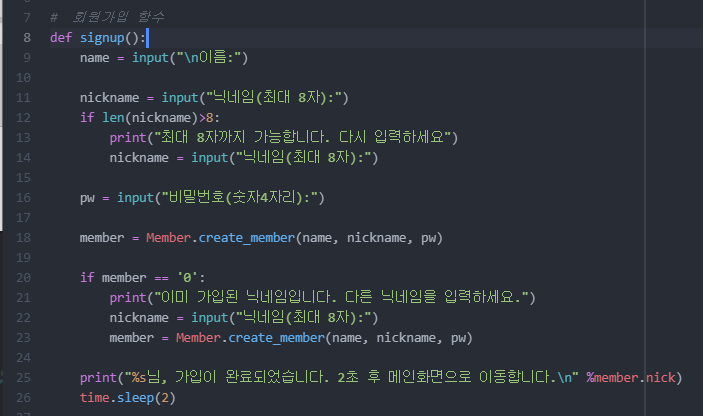 7 # 회원가입 함수
8 def signup():
9 name = input("\n이름:")
10
11 nickname = input("닉네임(최대 8자):")
12 if len(nickname)>8:
13 print("최대 8자까지 가능합니다. 다시 입력하세요")
14 nickname = input("닉네임(최대 8자):")
15
16 pw = input("비밀번호(숫자4자리):")
17
18 member = Member.create_member(name, nickname, pw)
19
20 if member == '0':
21 print("이미 가입된 닉네임입니다. 다른 닉네임을 입력하세요.")
22 nickname = input("닉네임(최대 8자):")
23 member = Member.create_member(name, nickname, pw)
24
25 print("%s님, 가입이 완료되었습니다. 2초 후 메인화면으로 이동합니다.\n" %member.nick)
26 time.sleep(2)